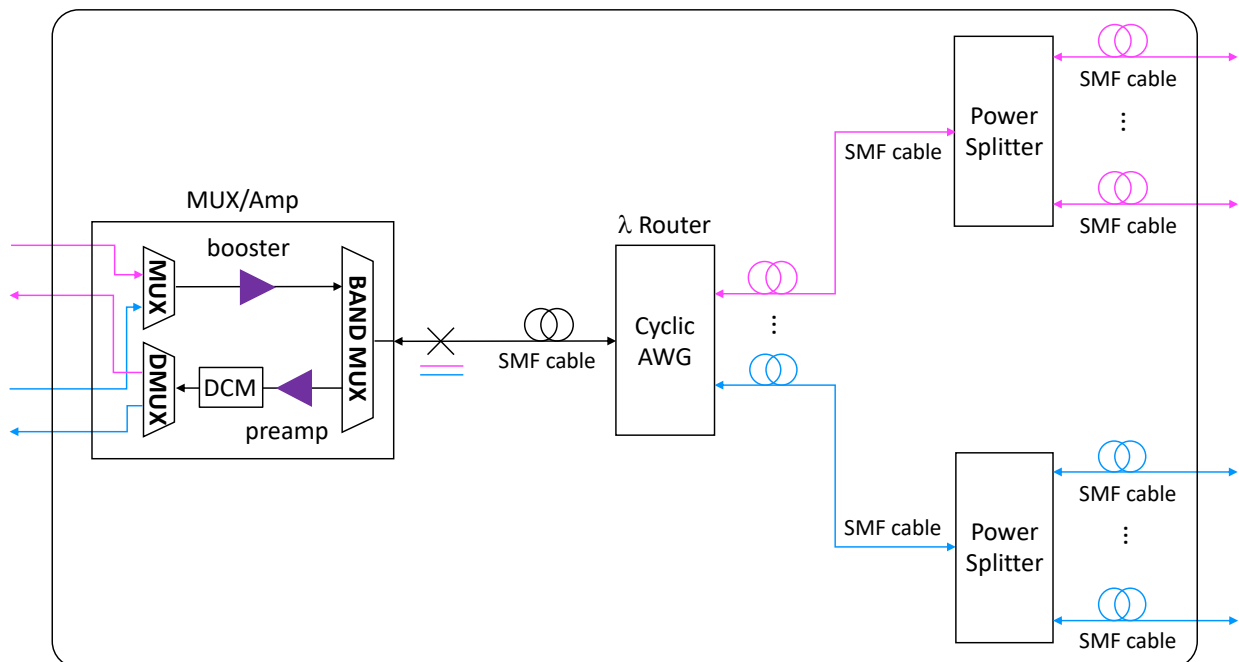 SMF cable
Power
Splitter
SMF cable
⋮
SMF cable
MUX/Amp
λ Router
booster
MUX
BAND MUX
Cyclic
AWG
⋮
SMF cable
DMUX
DCM
preamp
SMF cable
SMF cable
Power
Splitter
⋮
SMF cable